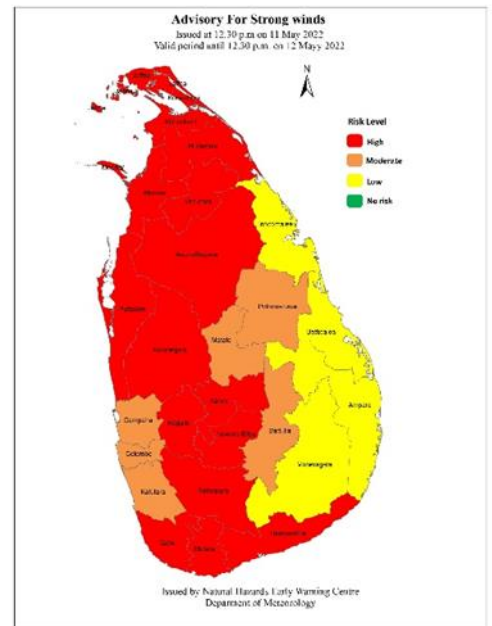 Advisory For Strong winds
Issued at 12.30 p.m on 11 May 2022
Valid period until 12.30 p.m. on 12 Mayy 2022
N
Risk Level
High
Moderate
Low
No risk
Trincomalee
Anuradhapura
Polonnaruwa
Puttalam
Batticaloa
Kurunegala
Matale
Ampara
Kandy
Gampaha
Kegalle
Badulla
Colombo
Monaragala
Kalutara
Ratnapura
Hambantota
Galle
Matara
Issued by Natural Hazards Early Warning Centre
Department of Meteorology